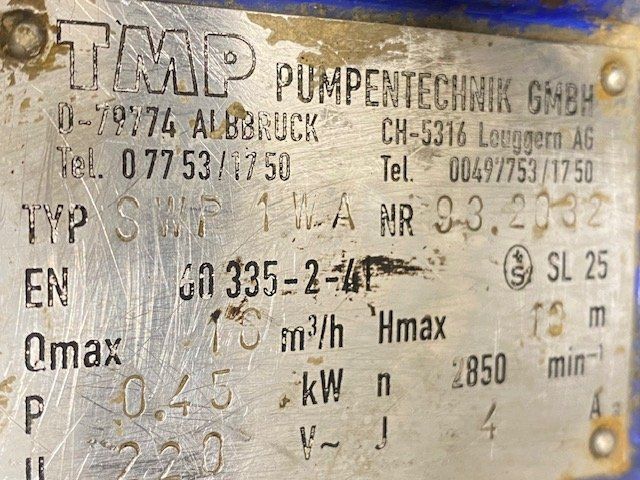 TMP PUMPENTECHNIK GMBH
D-79774 ALBBRUCK CH-5316 Leuggern AG
Tel. 07753/1750 Tel. 0049/7753/1750
TYP SWP 1WA NR 93.2032
EN 60 335-2-41 S SL 25
Qmax 10 m³/h Hmax 13 m
P 0.45 kW n 2850 min⁻¹
U 220 V~ J 4 A